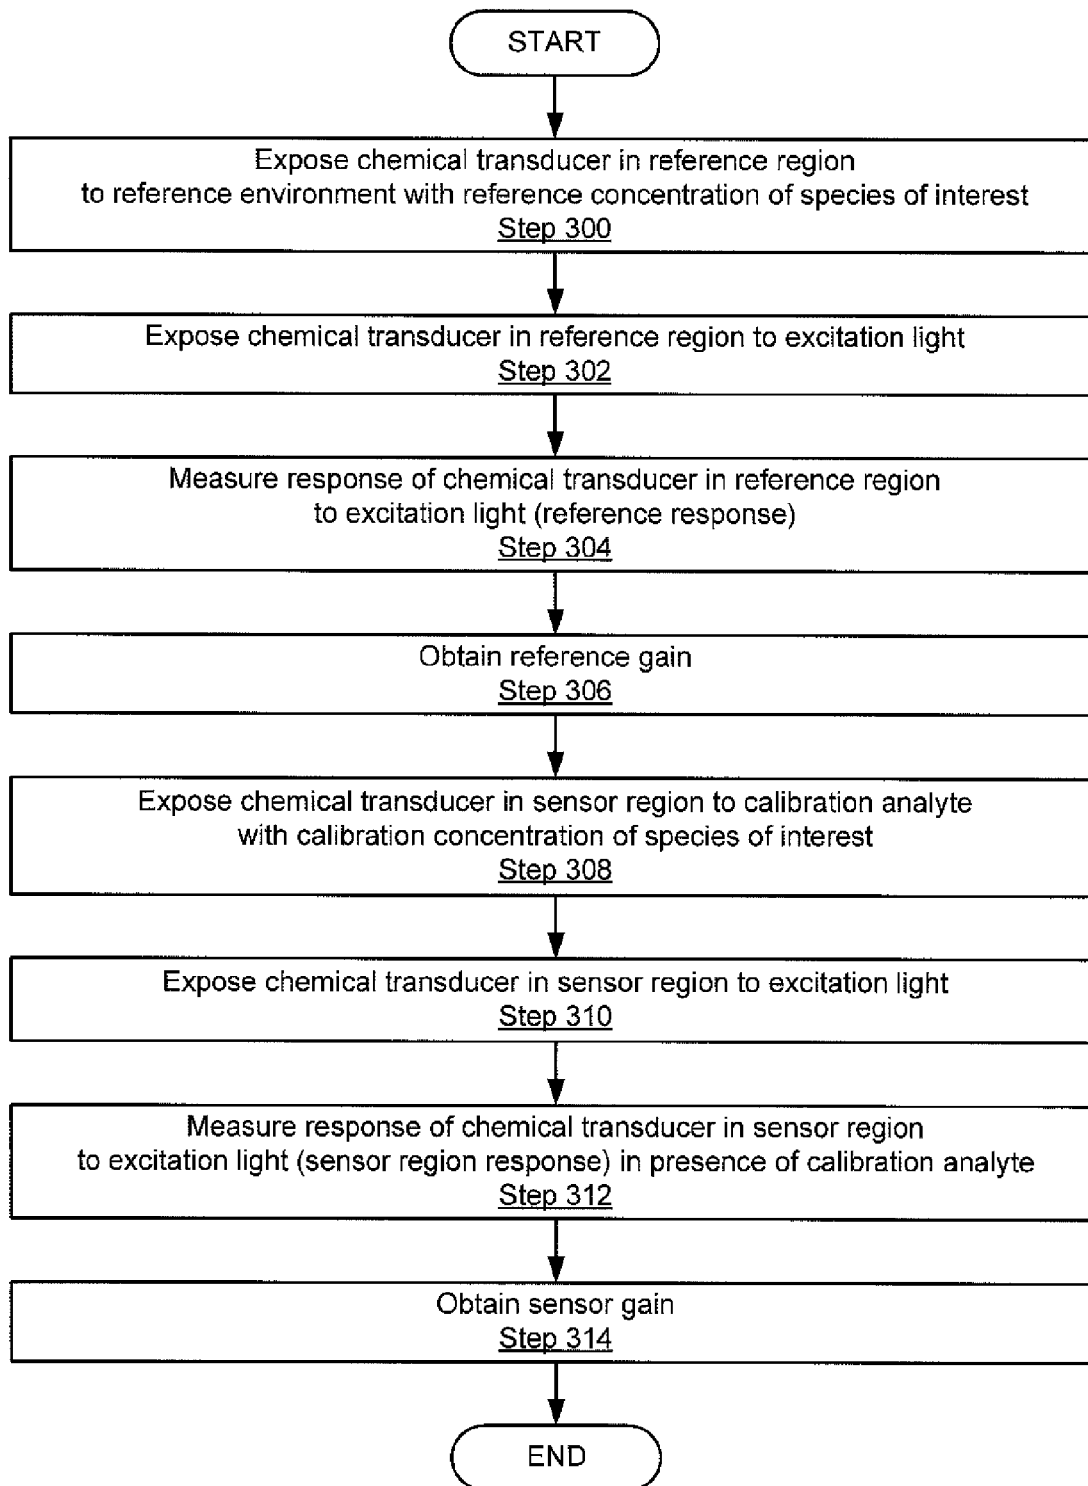 START
Expose chemical transducer in reference region
to reference environment with reference concentration of species of interest
Step 300
Expose chemical transducer in reference region to excitation light
Step 302
Measure response of chemical transducer in reference region
to excitation light (reference response)
Step 304
Obtain reference gain
Step 306
Expose chemical transducer in sensor region to calibration analyte
with calibration concentration of species of interest
Step 308
Expose chemical transducer in sensor region to excitation light
Step 310
Measure response of chemical transducer in sensor region
to excitation light (sensor region response) in presence of calibration analyte
Step 312
Obtain sensor gain
Step 314
END